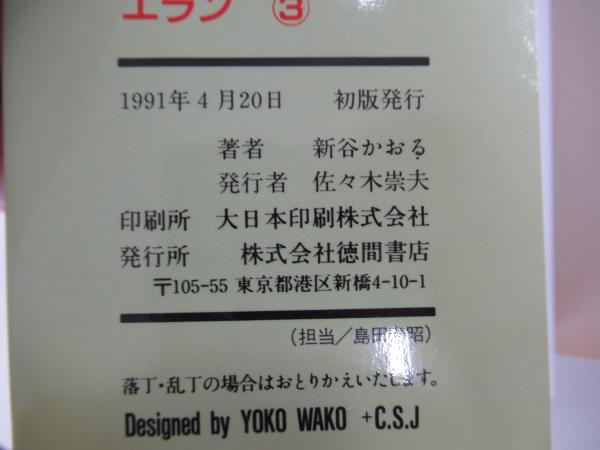 エラン ③
1991年4月20日 初版発行
著者 新谷かおる
発行者 佐々木崇夫
印刷所 大日本印刷株式会社
発行所 株式会社徳間書店
〒105-55 東京都港区新橋4-10-1
(担当/島田 昭)
落丁・乱丁の場合はおとりかえいたします。
Designed by YOKO WAKO +C.S.J